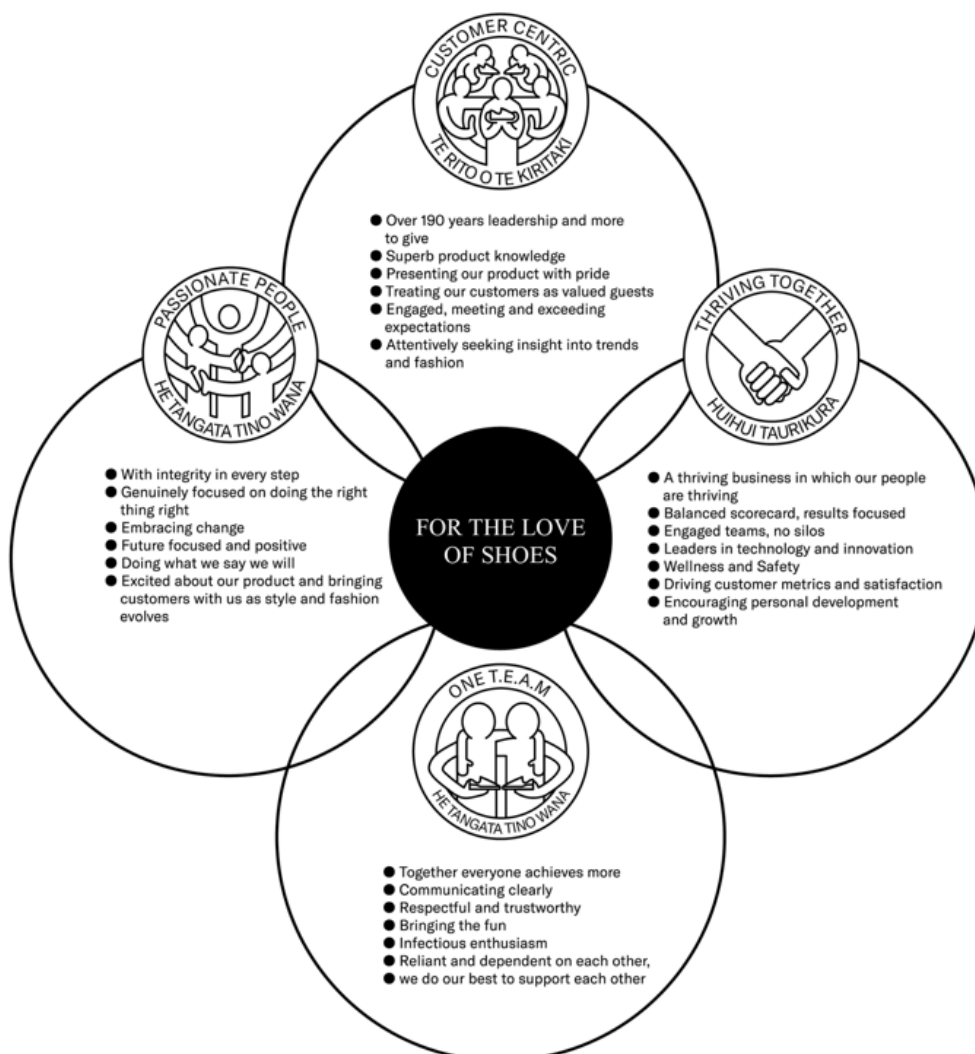 CUSTOMER CENTRIC
TE RITO O TE KIRITAKI
● Over 190 years leadership and more
to give
● Superb product knowledge
● Presenting our product with pride
● Treating our customers as valued guests
● Engaged, meeting and exceeding
expectations
● Attentively seeking insight into trends
and fashion
PASSIONATE PEOPLE
HE TANGATA TINO WANA
● With integrity in every step
● Genuinely focused on doing the right
thing right
● Embracing change
● Future focused and positive
● Doing what we say we will
● Excited about our product and bringing
customers with us as style and fashion
evolves
FOR THE LOVE
OF SHOES
THRIVING TOGETHER
HUIHUI TAURIKURA
● A thriving business in which our people
are thriving
● Balanced scorecard, results focused
● Engaged teams, no silos
● Leaders in technology and innovation
● Wellness and Safety
● Driving customer metrics and satisfaction
● Encouraging personal development
and growth
ONE T.E.A.M
HE TANGATA TINO WANA
● Together everyone achieves more
● Communicating clearly
● Respectful and trustworthy
● Bringing the fun
● Infectious enthusiasm
● Reliant and dependent on each other,
● we do our best to support each other